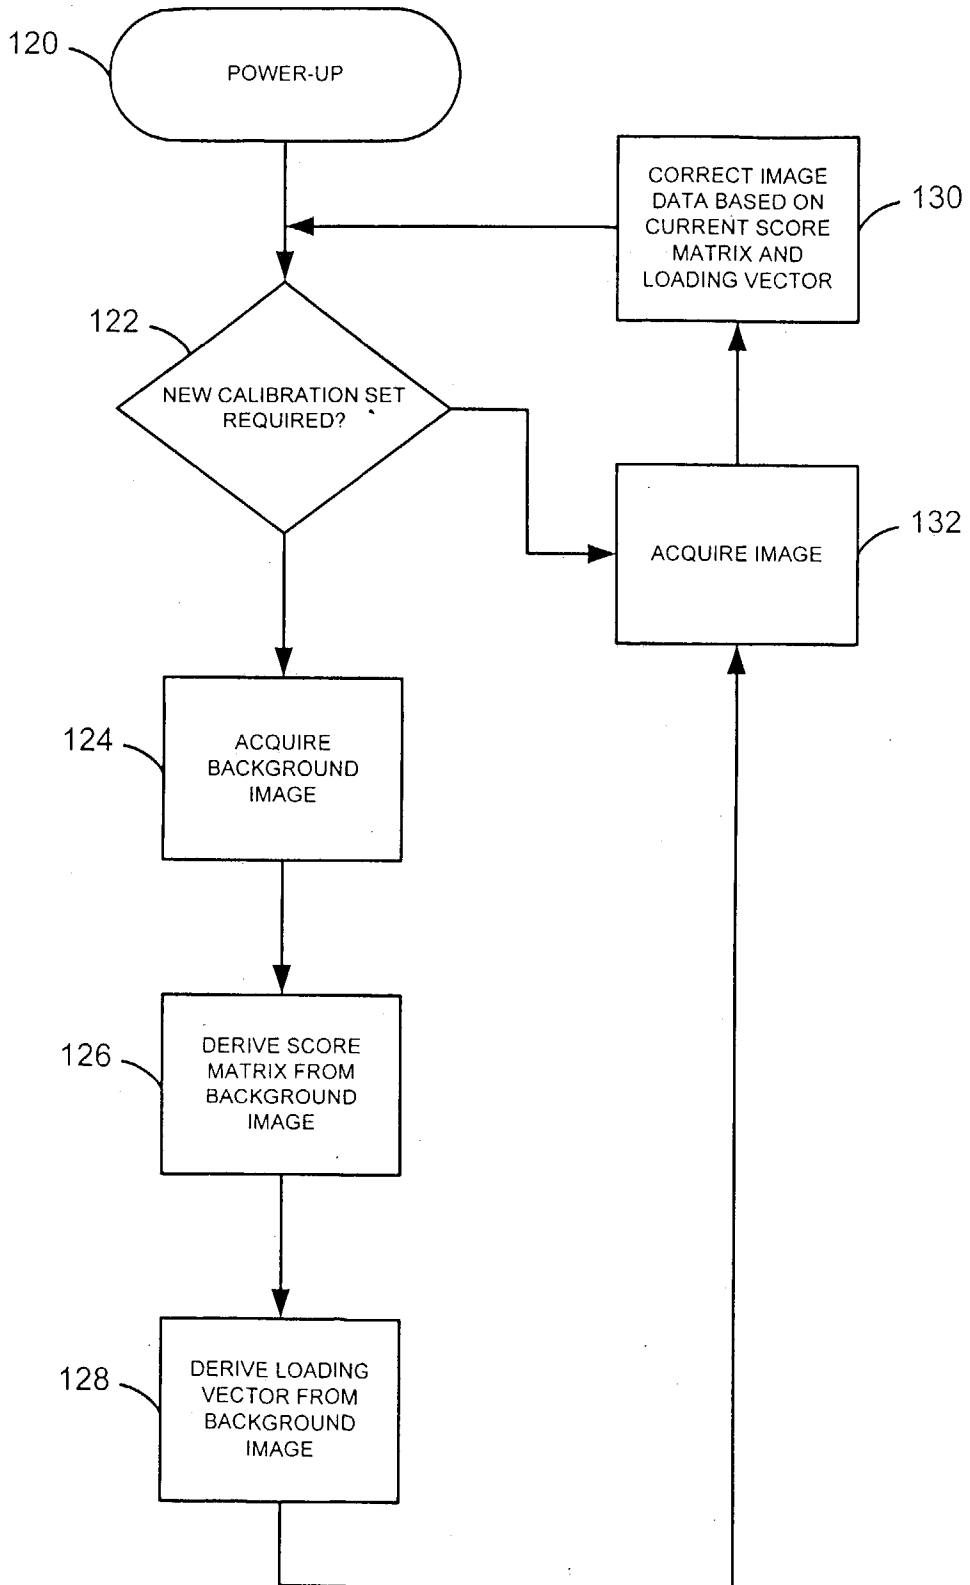 120
POWER-UP
CORRECT IMAGE
DATA BASED ON
CURRENT SCORE
MATRIX AND
LOADING VECTOR
130
122
NEW CALIBRATION SET
REQUIRED?
132
ACQUIRE IMAGE
124
ACQUIRE
BACKGROUND
IMAGE
126
DERIVE SCORE
MATRIX FROM
BACKGROUND
IMAGE
128
DERIVE LOADING
VECTOR FROM
BACKGROUND
IMAGE